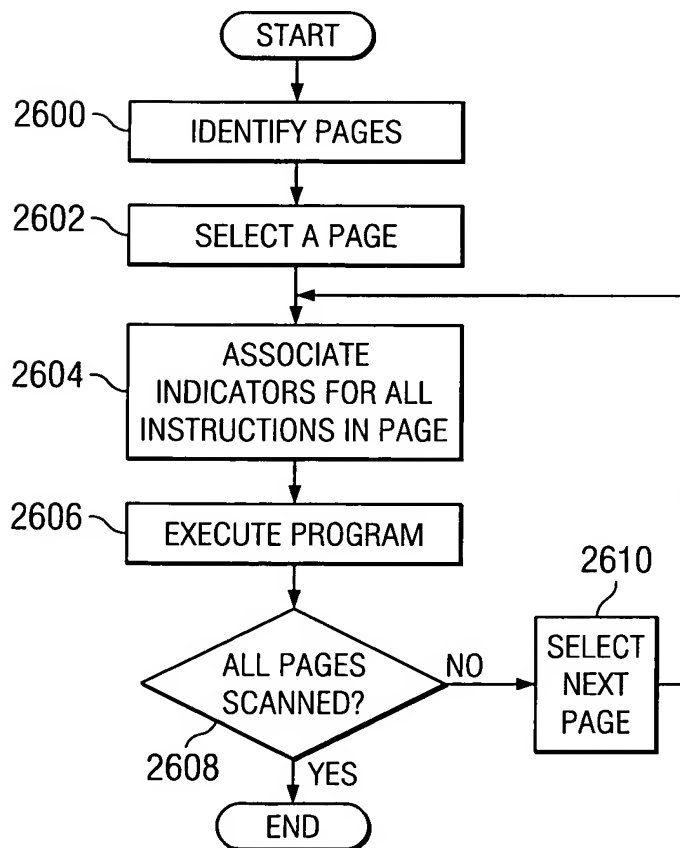 START
2600
IDENTIFY PAGES
2602
SELECT A PAGE
2604
ASSOCIATE
INDICATORS FOR ALL
INSTRUCTIONS IN PAGE
2606
EXECUTE PROGRAM
2608
ALL PAGES
SCANNED?
NO
2610
SELECT
NEXT
PAGE
YES
END